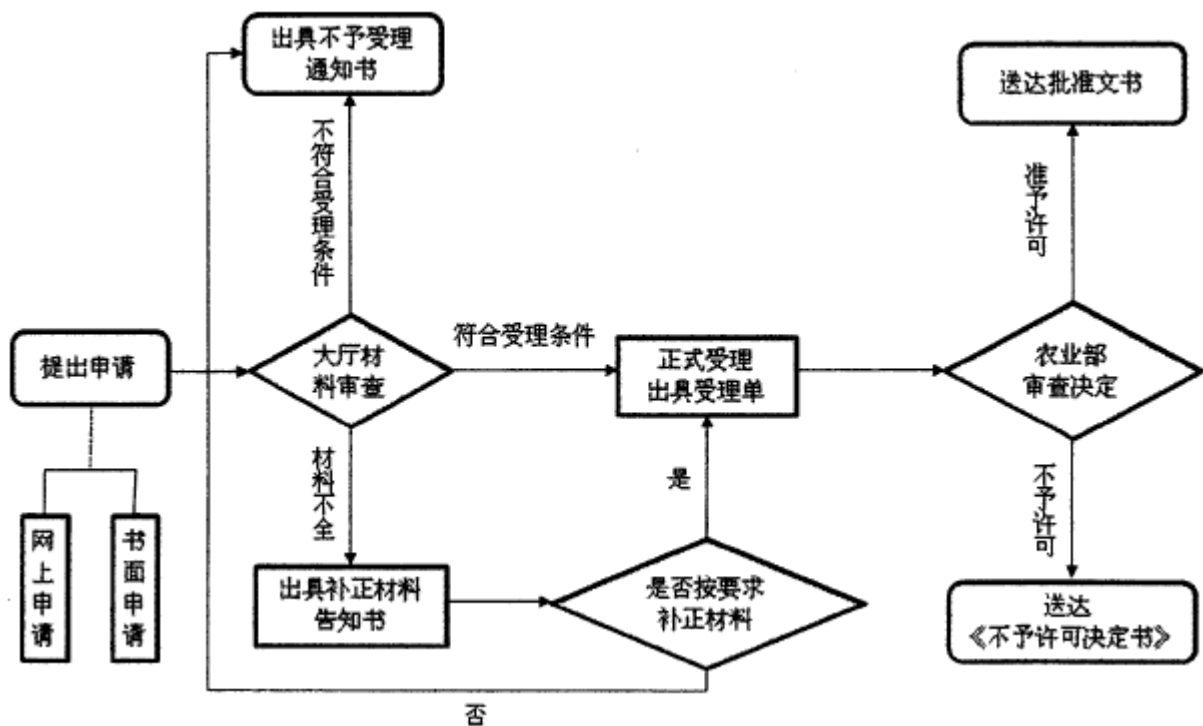 出具不予受理
通知书
送达批准文书
不符合受理条件
准予许可
提出申请
大厅材
料审查
符合受理条件
正式受理
出具受理单
农业部
审查决定
材料不全
是
不予许可
网上申请
书面申请
出具补正材料
告知书
是否按要求
补正材料
送达
《不予许可决定书》
否